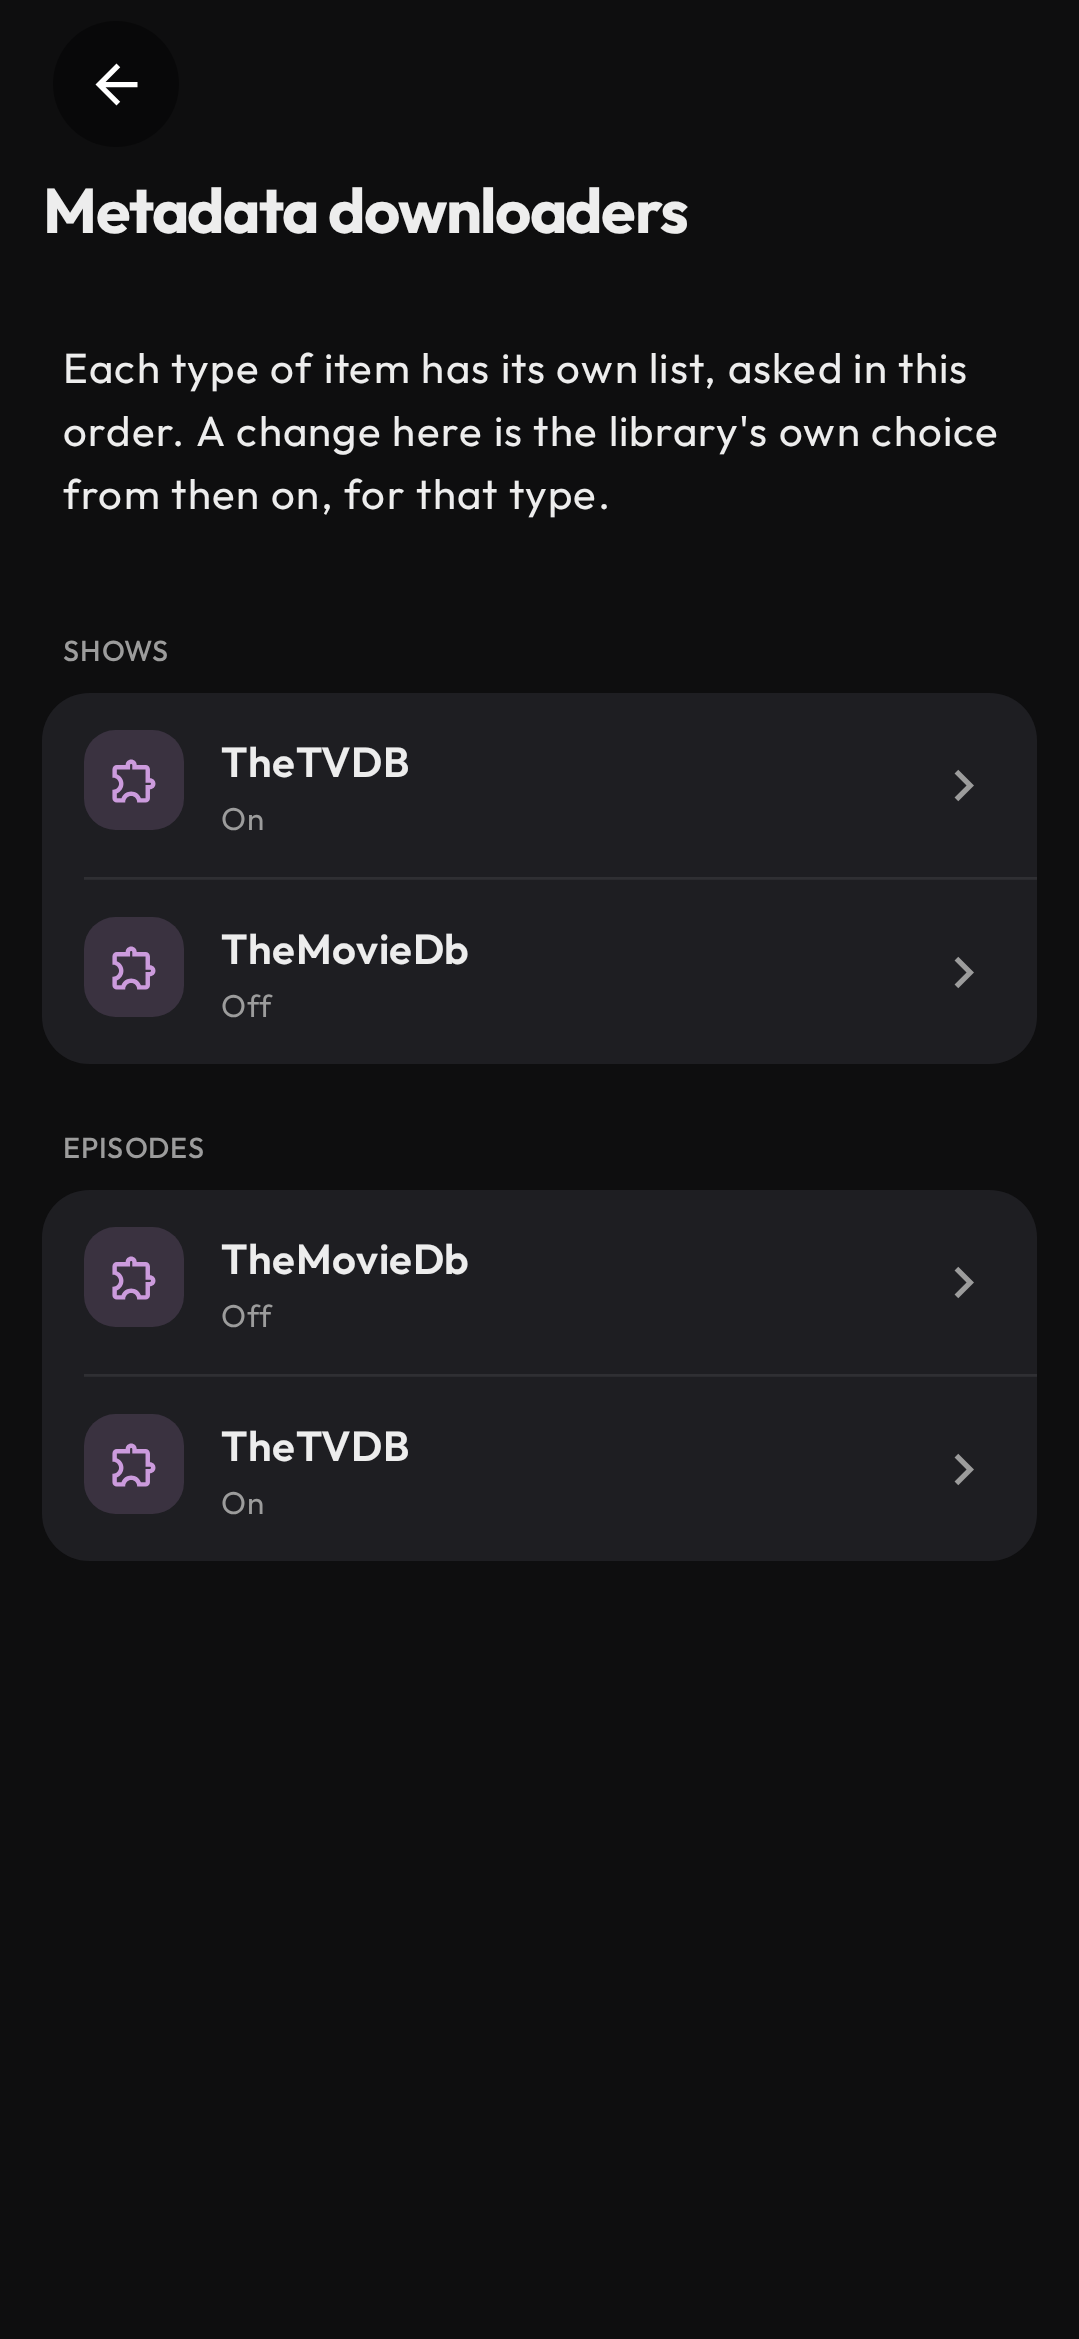 Metadata downloaders
Each type of item has its own list, asked in this
order. A change here is the library's own choice
from then on, for that type.
SHOWS
TheTVDB
On
TheMovieDb
Off
EPISODES
TheMovieDb
Off
TheTVDB
On